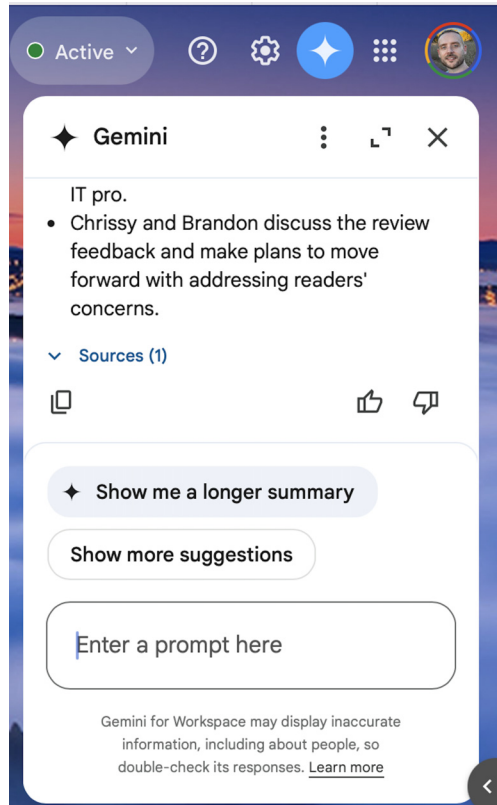 Active
Gemini
IT pro.
• Chrissy and Brandon discuss the review
feedback and make plans to move
forward with addressing readers'
concerns.
Sources (1)
Show me a longer summary
Show more suggestions
Enter a prompt here
Gemini for Workspace may display inaccurate
information, including about people, so
double-check its responses. Learn more